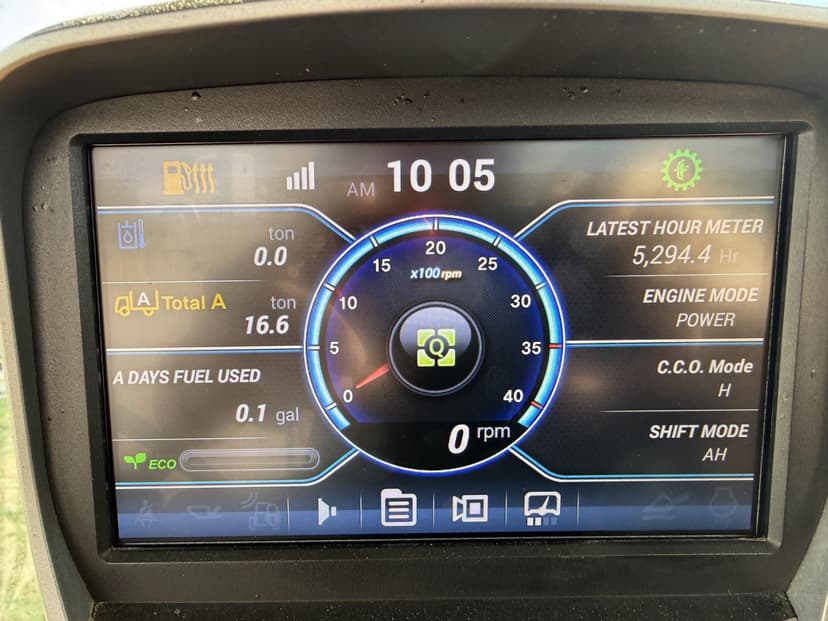 AM 10 05
ton
0.0
A Total A ton
16.6
A DAYS FUEL USED
0.1 gal
ECO
0 5 10 15 20 25 30 35 40
x100rpm
Q
0 rpm
LATEST HOUR METER
5,294.4 Hr
ENGINE MODE
POWER
C.C.O. Mode
H
SHIFT MODE
AH